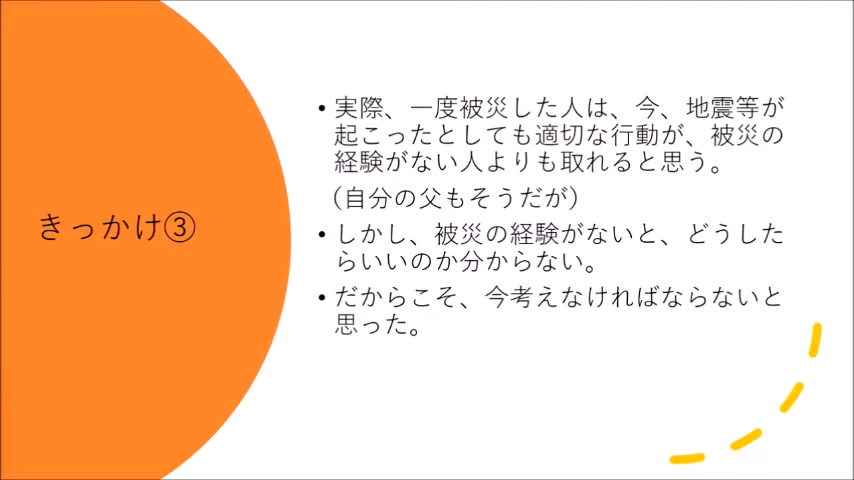 きっかけ③
• 実際、一度被災した人は、今、地震等が
起こったとしても適切な行動が、被災の
経験がない人よりも取れると思う。
（自分の父もそうだが）
• しかし、被災の経験がないと、どうした
らいいのか分からない。
• だからこそ、今考えなければならないと
思った。